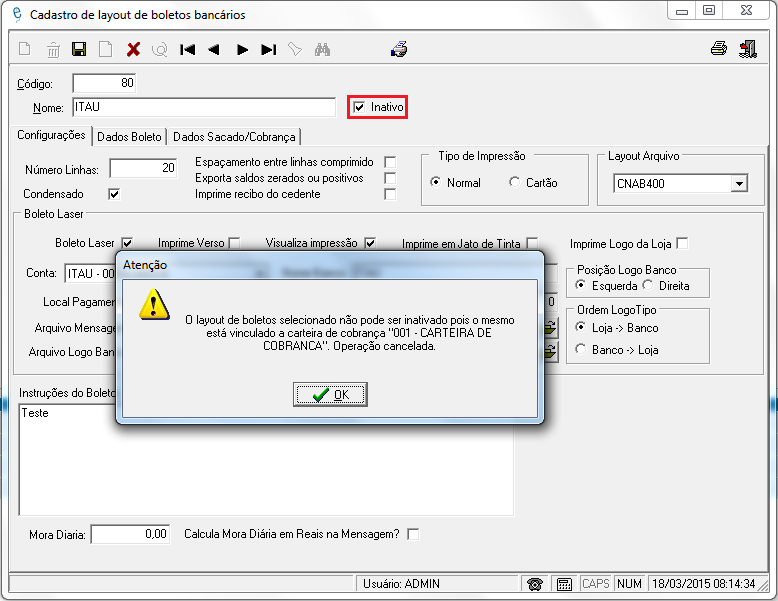 Cadastro de layout de boletos bancários
Código: 80
Nome: ITAU Inativo
Configurações Dados Boleto Dados Sacado/Cobrança
Número Linhas: 20
Condensado
Espaçamento entre linhas comprimido
Exporta saldos zerados ou positivos
Imprime recibo do cedente
Tipo de Impressão
Normal Cartão
Layout Arquivo
CNAB400
Boleto Laser
Boleto Laser Imprime Verso Visualiza impressão Imprime em Jato de Tinta Imprime Logo da Loja
Conta: ITAU - 00
Local Pagamen 0
Arquivo Mensage
Arquivo Logo Ban
Posição Logo Banco
Esquerda Direita
Ordem LogoTipo
Loja -> Banco
Banco -> Loja
Atenção
O layout de boletos selecionado não pode ser inativado pois o mesmo
está vinculado a carteira de cobrança "001 - CARTEIRA DE
COBRANCA". Operação cancelada.
OK
Instruções do Boleto
Teste
Mora Diaria: 0,00 Calcula Mora Diária em Reais na Mensagem?
Usuário: ADMIN CAPS NUM 18/03/2015 08:14:34